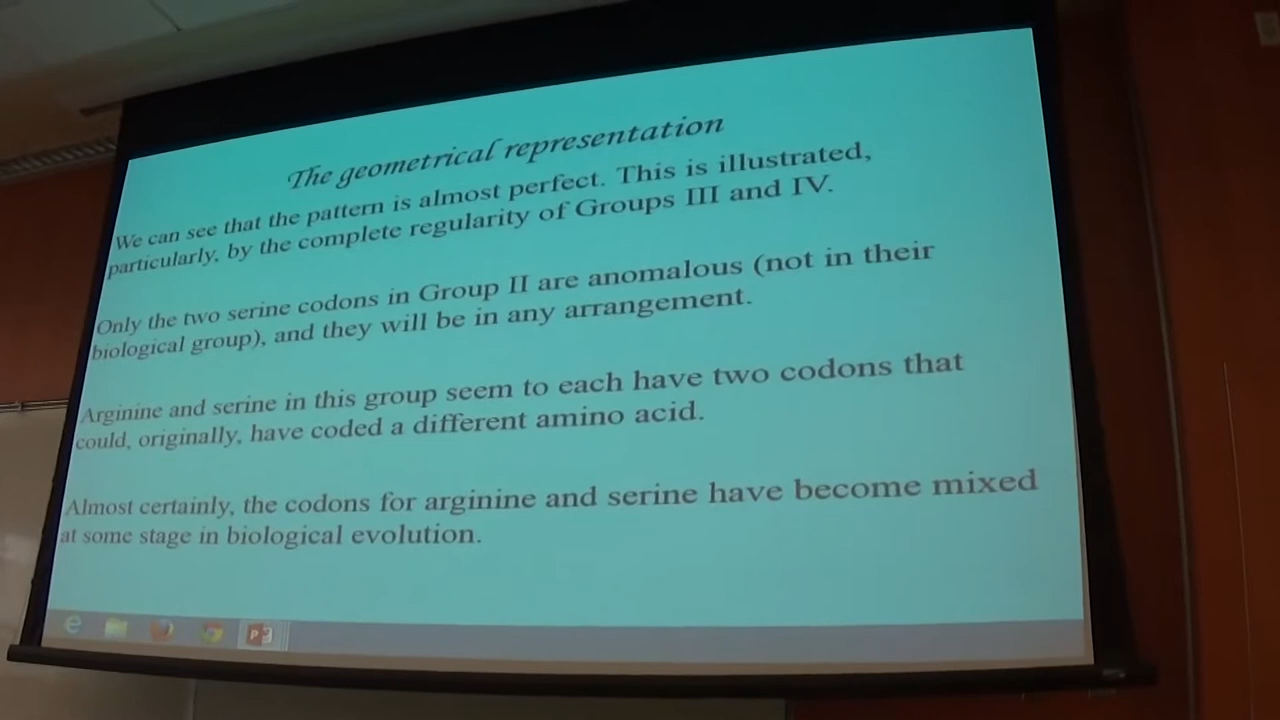 The geometrical representation
We can see that the pattern is almost perfect. This is illustrated,
particularly, by the complete regularity of Groups III and IV.
Only the two serine codons in Group II are anomalous (not in their
biological group), and they will be in any arrangement.
Arginine and serine in this group seem to each have two codons that
could, originally, have coded a different amino acid.
Almost certainly, the codons for arginine and serine have become mixed
at some stage in biological evolution.